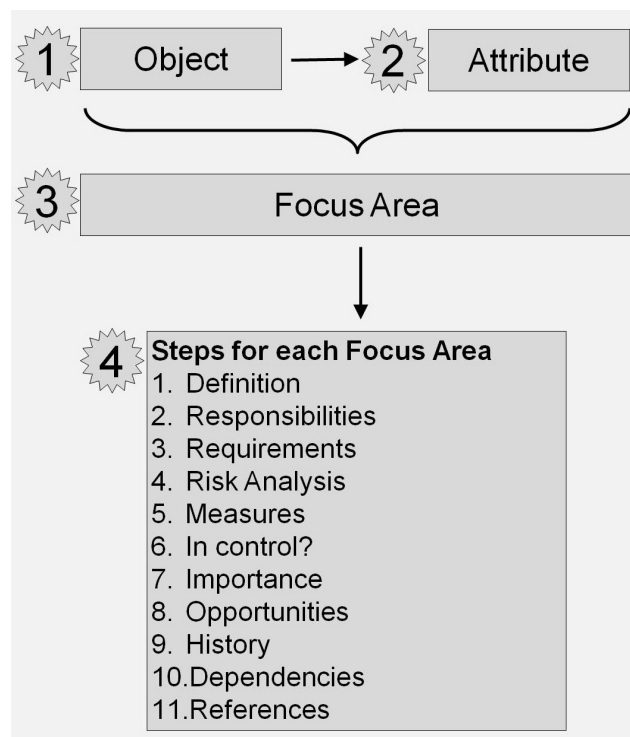 1 Object 2 Attribute
3 Focus Area
4 Steps for each Focus Area
1. Definition
2. Responsibilities
3. Requirements
4. Risk Analysis
5. Measures
6. In control?
7. Importance
8. Opportunities
9. History
10.Dependencies
11.References